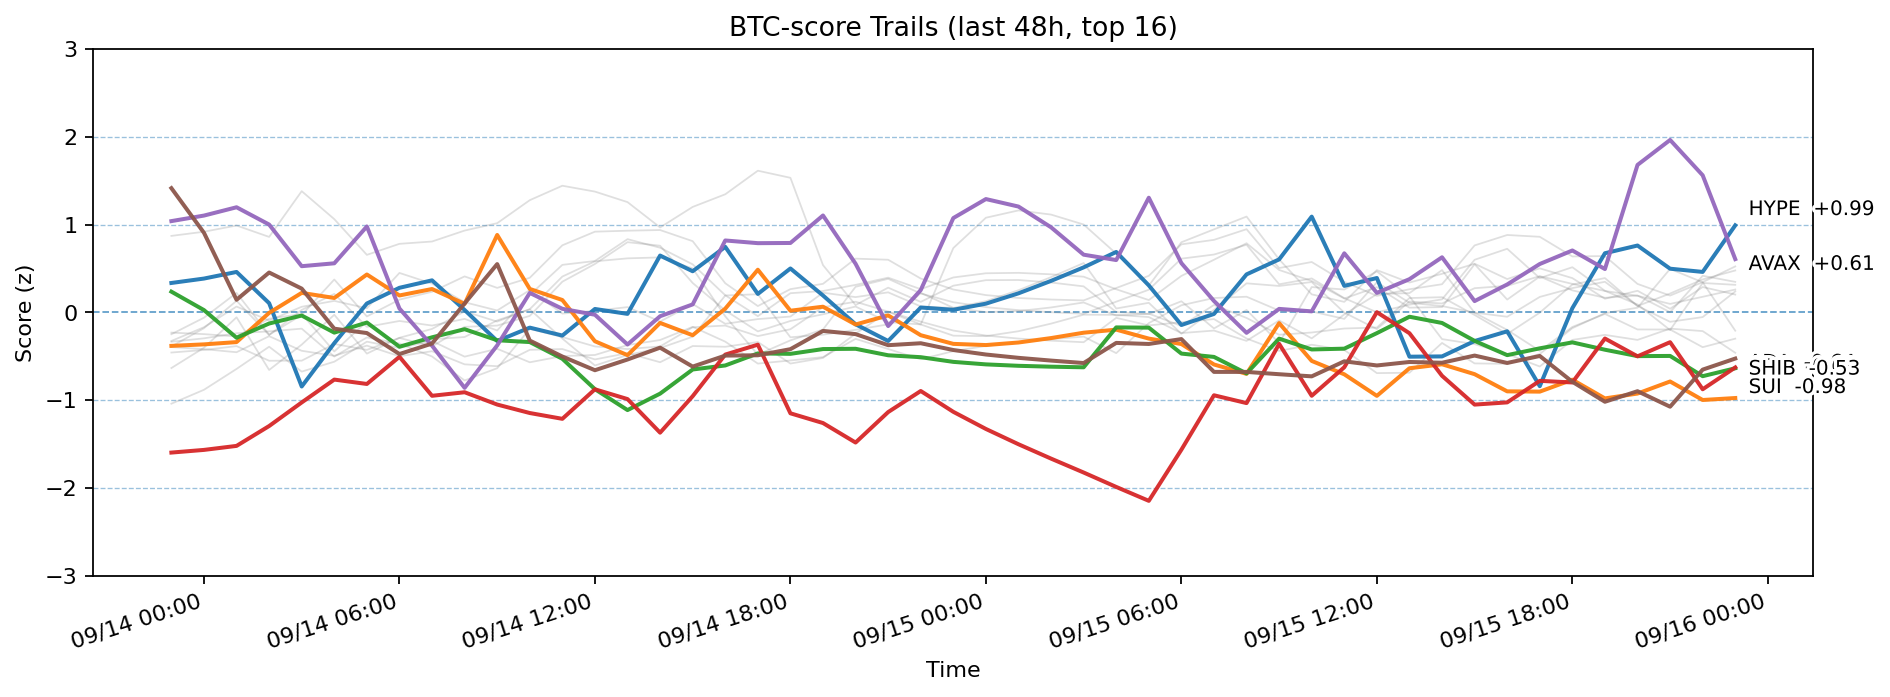 BTC-score Trails (last 48h, top 16)
Score (z)
3
2
1
0
−1
−2
−3
HYPE +0.99
AVAX +0.61
SHIB -0.53
SUI -0.98
09/14 00:00
09/14 06:00
09/14 12:00
09/14 18:00
09/15 00:00
09/15 06:00
09/15 12:00
09/15 18:00
09/16 00:00
Time